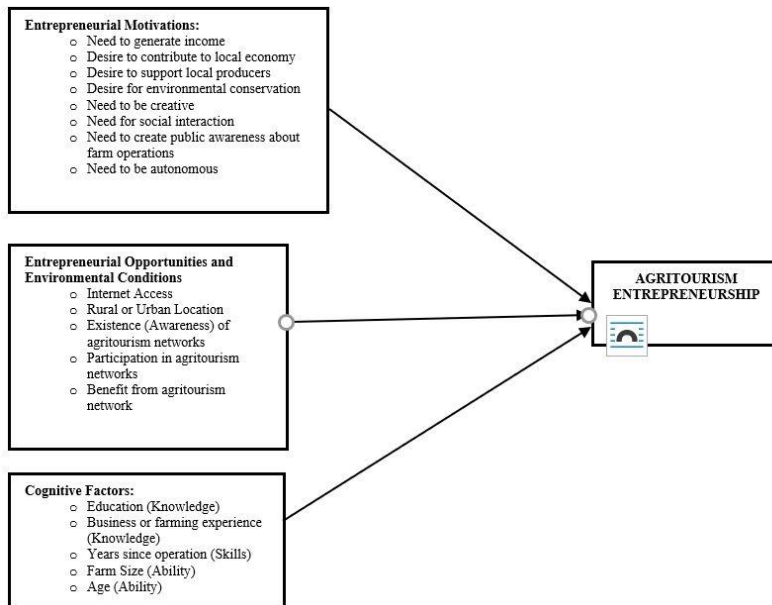 Entrepreneurial Motivations:
o Need to generate income
o Desire to contribute to local economy
o Desire to support local producers
o Desire for environmental conservation
o Need to be creative
o Need for social interaction
o Need to create public awareness about
farm operations
o Need to be autonomous
Entrepreneurial Opportunities and
Environmental Conditions
o Internet Access
o Rural or Urban Location
o Existence (Awareness) of
agritourism networks
o Participation in agritourism
networks
o Benefit from agritourism
network
AGRITOURISM
ENTREPRENEURSHIP
Cognitive Factors:
o Education (Knowledge)
o Business or farming experience
(Knowledge)
o Years since operation (Skills)
o Farm Size (Ability)
o Age (Ability)